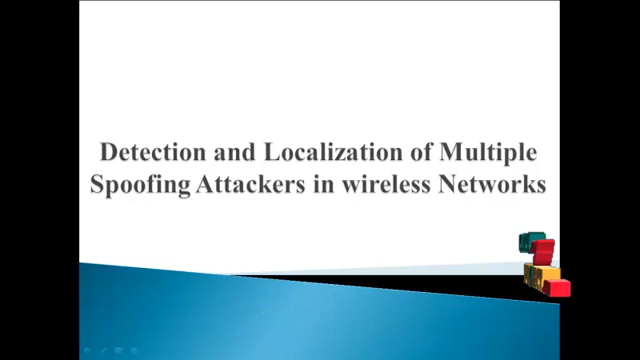 Detection and Localization of Multiple
Spoofing Attackers in wireless Networks